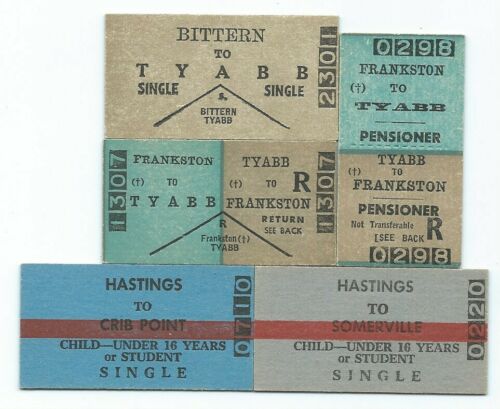 BITTERN
TO
T Y A B B
SINGLE SINGLE
S.
BITTERN
TYABB
2301
0298
FRANKSTON
(†) TO
TYABB
PENSIONER
TYABB
(†) TO
FRANKSTON
PENSIONER
Not Transferable R
[SEE BACK
0298
FRANKSTON
(†) TO
TYABB
1307
TYABB
(†) TO R
FRANKSTON
RETURN
SEE BACK
R
Frankston (†)
TYABB
1307
HASTINGS
TO
CRIB POINT
CHILD—UNDER 16 YEARS
or STUDENT
SINGLE
0710
HASTINGS
TO
SOMERVILLE
CHILD—UNDER 16 YEARS
or STUDENT
SINGLE
0220